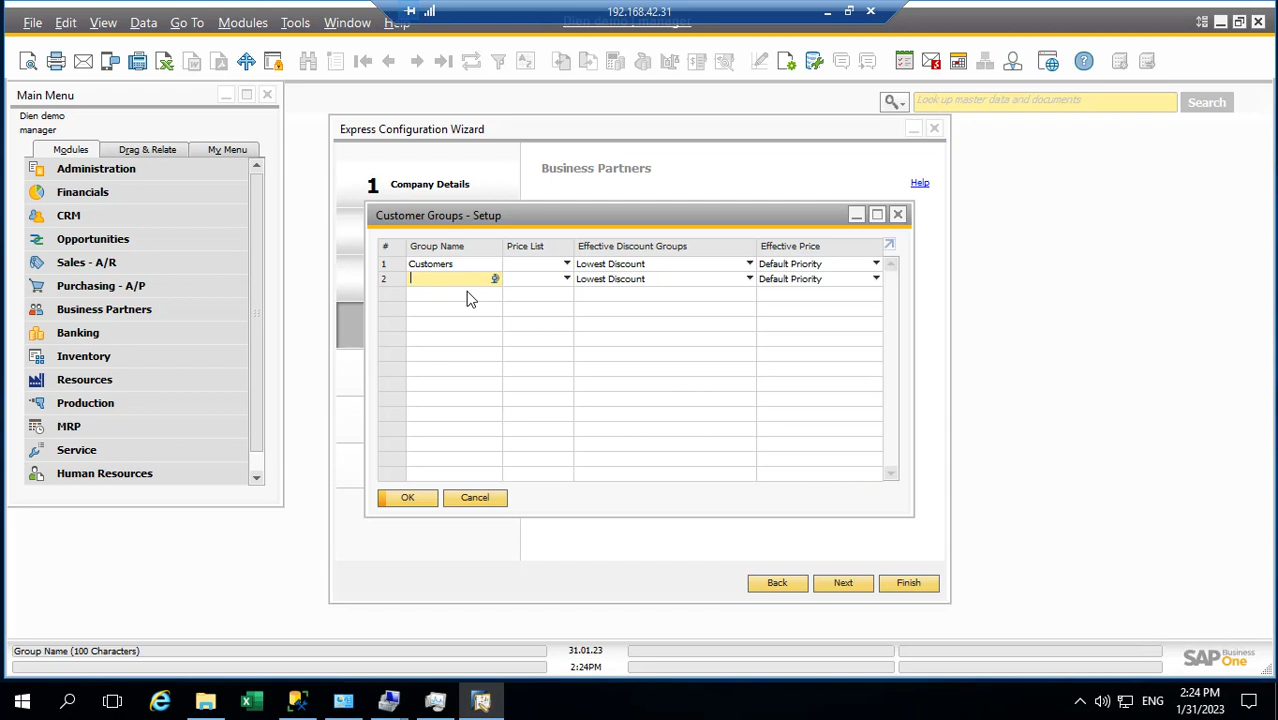 192.168.42.31
File Edit View Data Go To Modules Tools Window Help
Dien demo | manager
Main Menu
Dien demo
manager
Modules Drag & Relate My Menu
Administration
Financials
CRM
Opportunities
Sales - A/R
Purchasing - A/P
Business Partners
Banking
Inventory
Resources
Production
MRP
Service
Human Resources
Look up master data and documents
Search
Express Configuration Wizard
1 Company Details
Business Partners
Help
Customer Groups - Setup
# Group Name Price List Effective Discount Groups Effective Price
1 Customers Lowest Discount Default Priority
2 Lowest Discount Default Priority
OK Cancel
Back Next Finish
Group Name (100 Characters)
31.01.23
2:24PM
SAP Business One
ENG
2:24 PM
1/31/2023